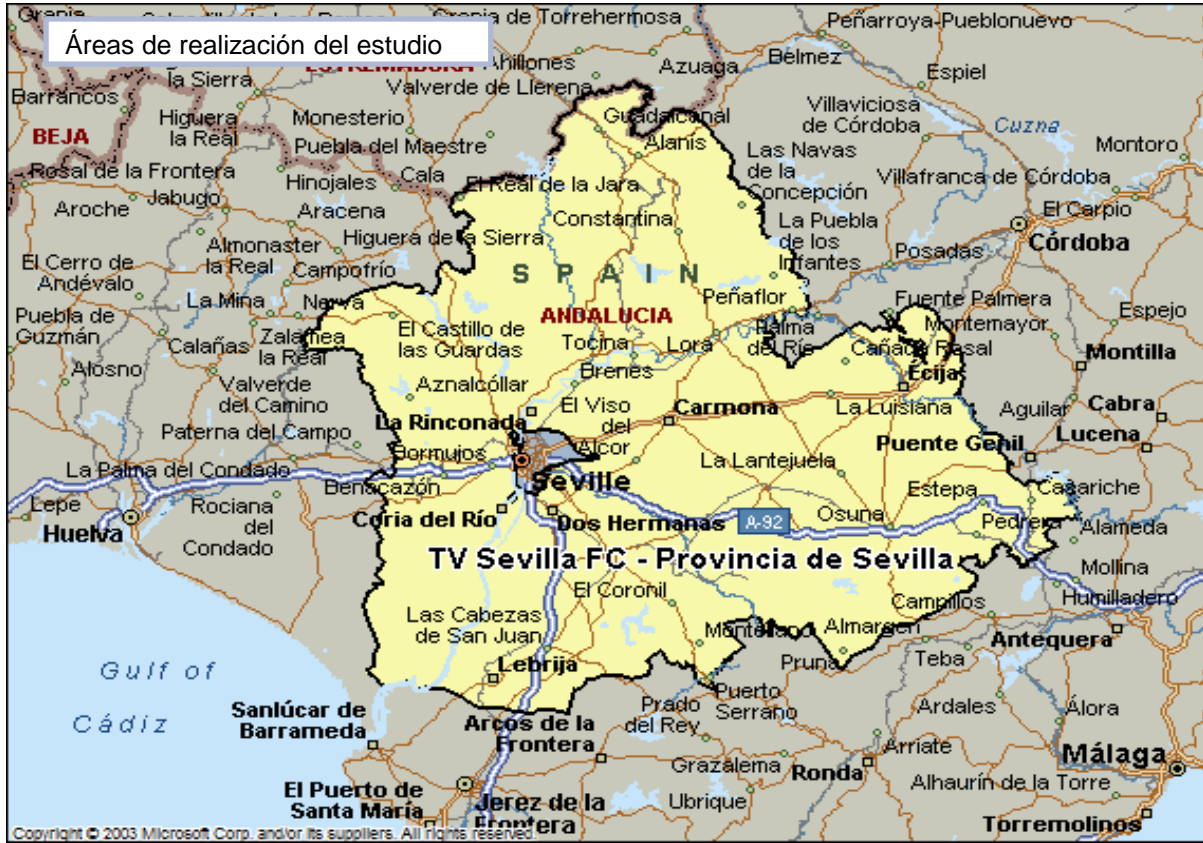 Grania
Granja de Torrehermosa
Peñarroya-Pueblonuevo
Áreas de realización del estudio
Ahillones
Azuaga
Belmez
Espiel
la Sierra
Valverde de Llerena
Barrancos
Higuera
la Real
Monesterio
Guadalcanal
Villaviciosa
de Córdoba
Cuzna
BEJA
Puebla del Maestre
Alanis
Montoro
Rosal de la Frontera
Hinojales
Cala
El Real de la Jara
Las Navas
de la
Concepción
Villafranca de Córdoba
Aroche
Jabugo
Aracena
Constantina
La Puebla
de los
Infantes
El Carpio
Córdoba
Almonaster
la Real
Higuera de la Sierra
Posadas
El Cerro de
Andévalo
Campofrío
SPAIN
La Mina
Nerva
Peñaflor
Fuente Palmera
Espejo
Puebla de
Guzmán
Calañas
Zalamea
la Real
El Castillo de
las Guardas
ANDALUCIA
Tocina
Lora
Palma
del Río
Montemayor
Cañada Rosal
Montilla
Alosno
Valverde
del Camino
Aznalcóllar
Brenes
Ecija
La Rinconada
El Viso
del
Alcor
Carmona
La Luisiana
Aguilar
Cabra
Paterna del Campo
Puente Genil
Lucena
La Palma del Condado
Bormujos
La Lantejuela
Benacazón
Seville
Estepa
Casariche
Lepe
Huelva
Rociana
del
Condado
Coria del Río
Dos Hermanas
A-92
Osuna
Pedrera
Alameda
TV Sevilla FC - Provincia de Sevilla
Mollina
Humilladero
El Coronil
Campillos
Las Cabezas
de San Juan
Montellano
Almargen
Antequera
Gulf of
Cádiz
Lebrija
Pruna
Teba
Sanlúcar de
Barrameda
Arcos de la
Frontera
Prado
del Rey
Puerto
Serrano
Ardales
Álora
Arriate
Málaga
Grazalema
Ronda
El Puerto de
Santa María
Jerez de la
Frontera
Ubrique
Alhaurín de la Torre
Torremolinos
Copyright © 2003 Microsoft Corp. and/or its suppliers. All rights reserved.